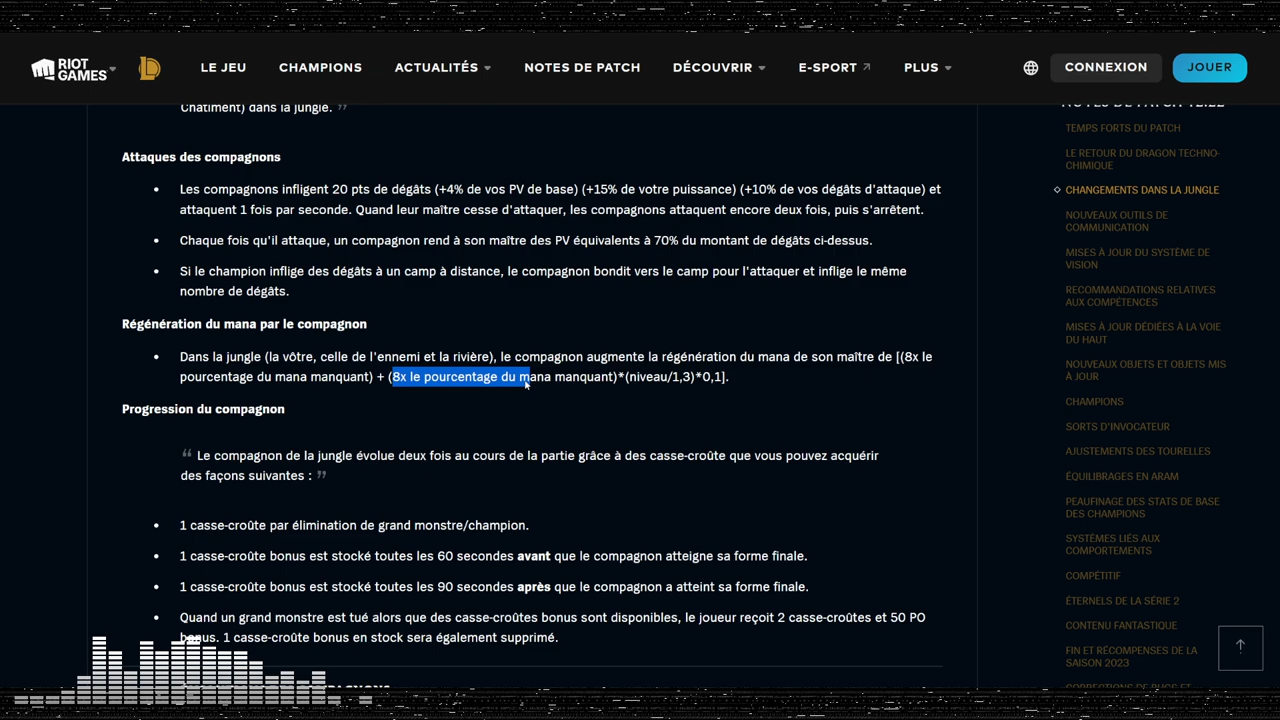 RIOT GAMES
LE JEU
CHAMPIONS
ACTUALITÉS
NOTES DE PATCH
DÉCOUVRIR
E-SPORT
PLUS
CONNEXION
JOUER
Châtiment) dans la jungle. ”
Attaques des compagnons
• Les compagnons infligent 20 pts de dégâts (+4% de vos PV de base) (+15% de votre puissance) (+10% de vos dégâts d'attaque) et
attaquent 1 fois par seconde. Quand leur maître cesse d'attaquer, les compagnons attaquent encore deux fois, puis s'arrêtent.
• Chaque fois qu'il attaque, un compagnon rend à son maître des PV équivalents à 70% du montant de dégâts ci-dessus.
• Si le champion inflige des dégâts à un camp à distance, le compagnon bondit vers le camp pour l'attaquer et inflige le même
nombre de dégâts.
Régénération du mana par le compagnon
• Dans la jungle (la vôtre, celle de l'ennemi et la rivière), le compagnon augmente la régénération du mana de son maître de [(8x le
pourcentage du mana manquant) + (8x le pourcentage du mana manquant)*(niveau/1,3)*0,1].
Progression du compagnon
“ Le compagnon de la jungle évolue deux fois au cours de la partie grâce à des casse-croûte que vous pouvez acquérir
des façons suivantes : ”
• 1 casse-croûte par élimination de grand monstre/champion.
• 1 casse-croûte bonus est stocké toutes les 60 secondes avant que le compagnon atteigne sa forme finale.
• 1 casse-croûte bonus est stocké toutes les 90 secondes après que le compagnon a atteint sa forme finale.
• Quand un grand monstre est tué alors que des casse-croûtes bonus sont disponibles, le joueur reçoit 2 casse-croûtes et 50 PO
bonus. 1 casse-croûte bonus en stock sera également supprimé.
NOTES DE PATCH 12.22
TEMPS FORTS DU PATCH
LE RETOUR DU DRAGON TECHNO-
CHIMIQUE
CHANGEMENTS DANS LA JUNGLE
NOUVEAUX OUTILS DE
COMMUNICATION
MISES À JOUR DU SYSTÈME DE
VISION
RECOMMANDATIONS RELATIVES
AUX COMPÉTENCES
MISES À JOUR DÉDIÉES À LA VOIE
DU HAUT
NOUVEAUX OBJETS ET OBJETS MIS
À JOUR
CHAMPIONS
SORTS D'INVOCATEUR
AJUSTEMENTS DES TOURELLES
ÉQUILIBRAGES EN ARAM
PEAUFINAGE DES STATS DE BASE
DES CHAMPIONS
SYSTÈMES LIÉS AUX
COMPORTEMENTS
COMPÉTITIF
ÉTERNELS DE LA SÉRIE 2
CONTENU FANTASTIQUE
FIN ET RÉCOMPENSES DE LA
SAISON 2023